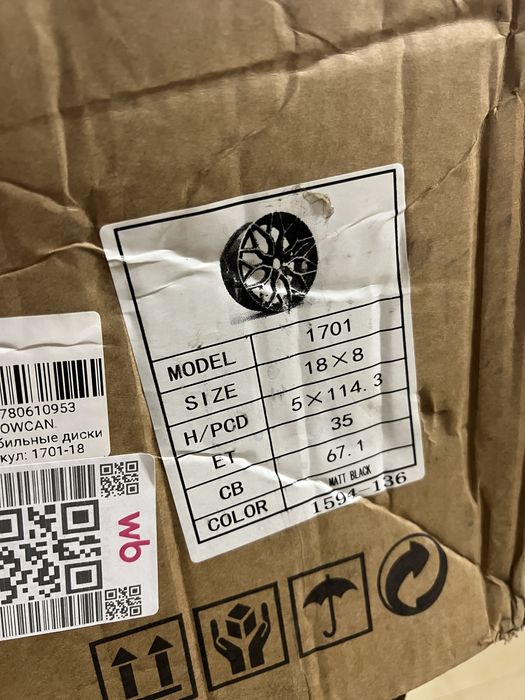 MODEL 1701
SIZE 18×8
H/PCD 5×114.3
ET 35
CB 67.1
COLOR MATT BLACK
1594-136
780610953
OWCAN
бильные диски
кул: 1701-18
wb